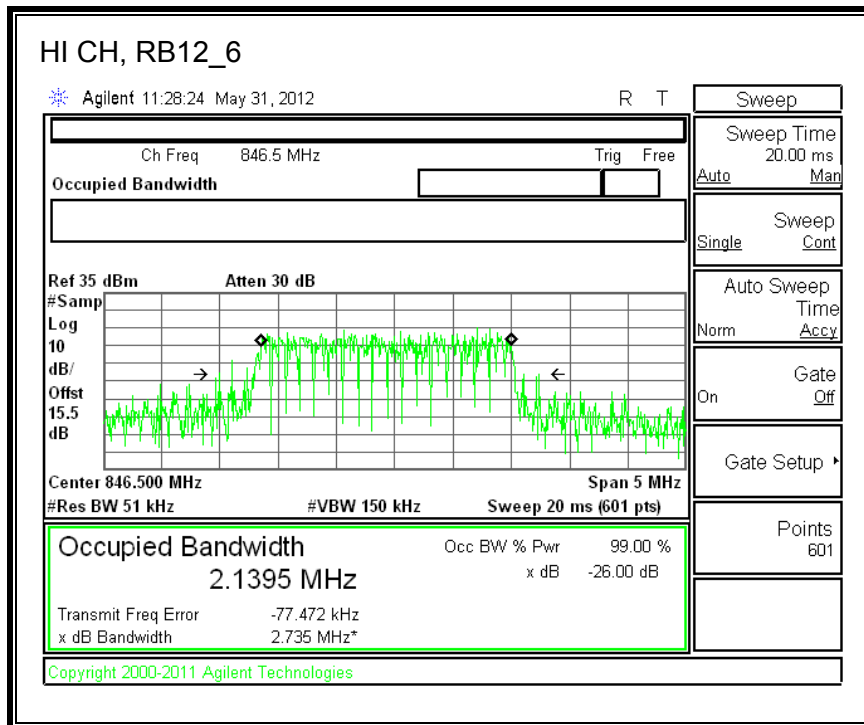 HI CH, RB12_6
Agilent 11:28:24 May 31, 2012 R T
Ch Freq 846.5 MHz Trig Free
Occupied Bandwidth
Ref 35 dBm Atten 30 dB
#Samp
Log
10
dB/
Offst
15.5
dB
Center 846.500 MHz Span 5 MHz
#Res BW 51 kHz #VBW 150 kHz Sweep 20 ms (601 pts)
Occupied Bandwidth Occ BW % Pwr 99.00 %
2.1395 MHz x dB -26.00 dB
Transmit Freq Error -77.472 kHz
x dB Bandwidth 2.735 MHz*
Copyright 2000-2011 Agilent Technologies
Sweep
Sweep Time
20.00 ms
Auto Man
Sweep
Single Cont
Auto Sweep
Time
Norm Accy
Gate
On Off
Gate Setup
Points
601